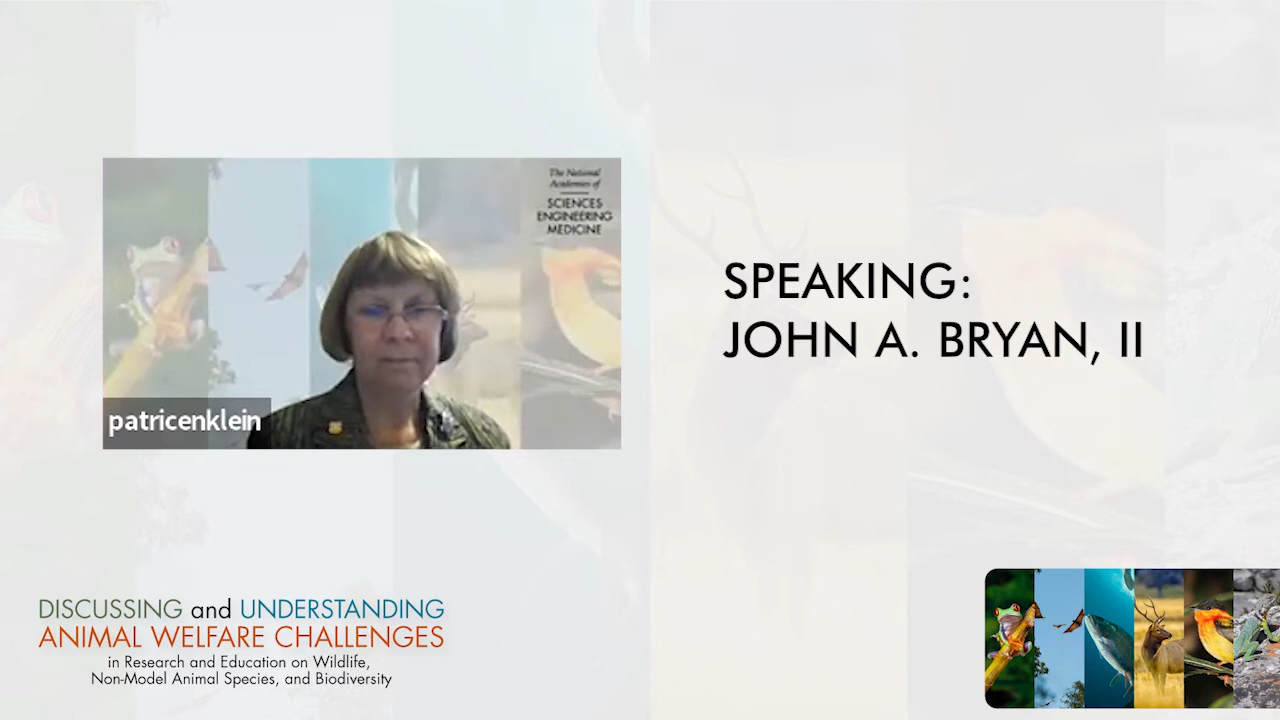 The National
Academies of
SCIENCES
ENGINEERING
MEDICINE
patricenklein
SPEAKING:
JOHN A. BRYAN, II
DISCUSSING and UNDERSTANDING
ANIMAL WELFARE CHALLENGES
in Research and Education on Wildlife,
Non-Model Animal Species, and Biodiversity